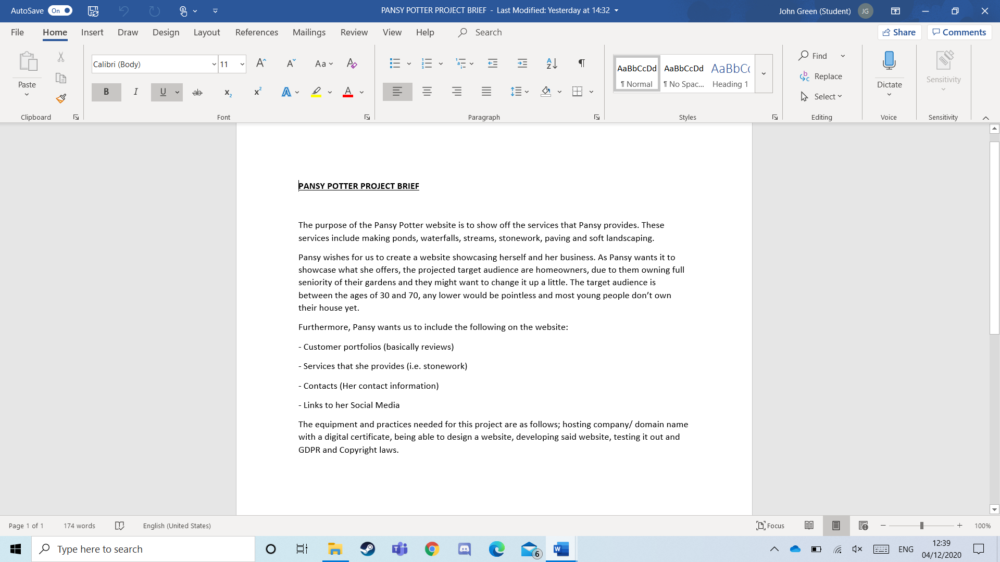 AutoSave On PANSY POTTER PROJECT BRIEF - Last Modified: Yesterday at 14:32 John Green (Student) JG
File Home Insert Draw Design Layout References Mailings Review View Help Search Share Comments
Paste
Clipboard
Calibri (Body) 11 A A Aa A
B I U ab x2 x2 A A
Font
Paragraph
AaBbCcDd AaBbCcDd AaBbCc
¶ Normal ¶ No Spac... Heading 1
Styles
Find
Replace
Select
Editing
Dictate
Voice
Sensitivity
Sensitivity
PANSY POTTER PROJECT BRIEF
The purpose of the Pansy Potter website is to show off the services that Pansy provides. These
services include making ponds, waterfalls, streams, stonework, paving and soft landscaping.
Pansy wishes for us to create a website showcasing herself and her business. As Pansy wants it to
showcase what she offers, the projected target audience are homeowners, due to them owning full
seniority of their gardens and they might want to change it up a little. The target audience is
between the ages of 30 and 70, any lower would be pointless and most young people don’t own
their house yet.
Furthermore, Pansy wants us to include the following on the website:
- Customer portfolios (basically reviews)
- Services that she provides (i.e. stonework)
- Contacts (Her contact information)
- Links to her Social Media
The equipment and practices needed for this project are as follows; hosting company/ domain name
with a digital certificate, being able to design a website, developing said website, testing it out and
GDPR and Copyright laws.
Page 1 of 1 174 words English (United States) Focus 100%
Type here to search 6 ENG 12:39
04/12/2020